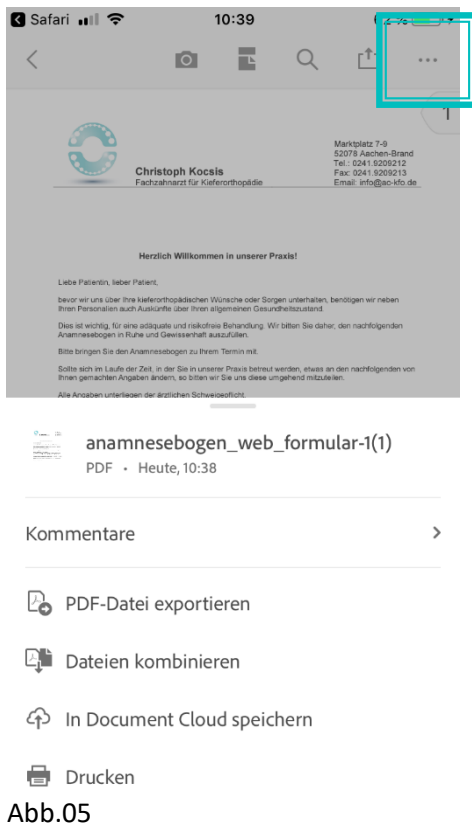 Safari 10:39
1
Marktplatz 7-9
52078 Aachen-Brand
Tel.: 0241.9209212
Christoph Kocsis Fax: 0241.9209213
Fachzahnarzt für Kieferorthopädie Email: info@ac-kfo.de
Herzlich Willkommen in unserer Praxis!
Liebe Patientin, lieber Patient,
bevor wir uns über Ihre kieferorthopädischen Wünsche oder Sorgen unterhalten, benötigen wir neben
Ihren Personalien auch Auskünfte über Ihren allgemeinen Gesundheitszustand.
Dies ist wichtig, für eine adäquate und risikofreie Behandlung. Wir bitten Sie daher, den nachfolgenden
Anamnesebogen in Ruhe und Gewissenhaft auszufüllen.
Bitte bringen Sie den Anamnesebogen zu Ihrem Termin mit.
Sollte sich im Laufe der Zeit, in der Sie in unserer Praxis betreut werden, etwas an den nachfolgenden von
Ihnen gemachten Angaben ändern, so bitten wir Sie uns diese umgehend mitzuteilen.
Alle Angaben unterliegen der ärztlichen Schweigepflicht.
anamnesebogen_web_formular-1(1)
PDF • Heute, 10:38
Kommentare
PDF-Datei exportieren
Dateien kombinieren
In Document Cloud speichern
Drucken
Abb.05